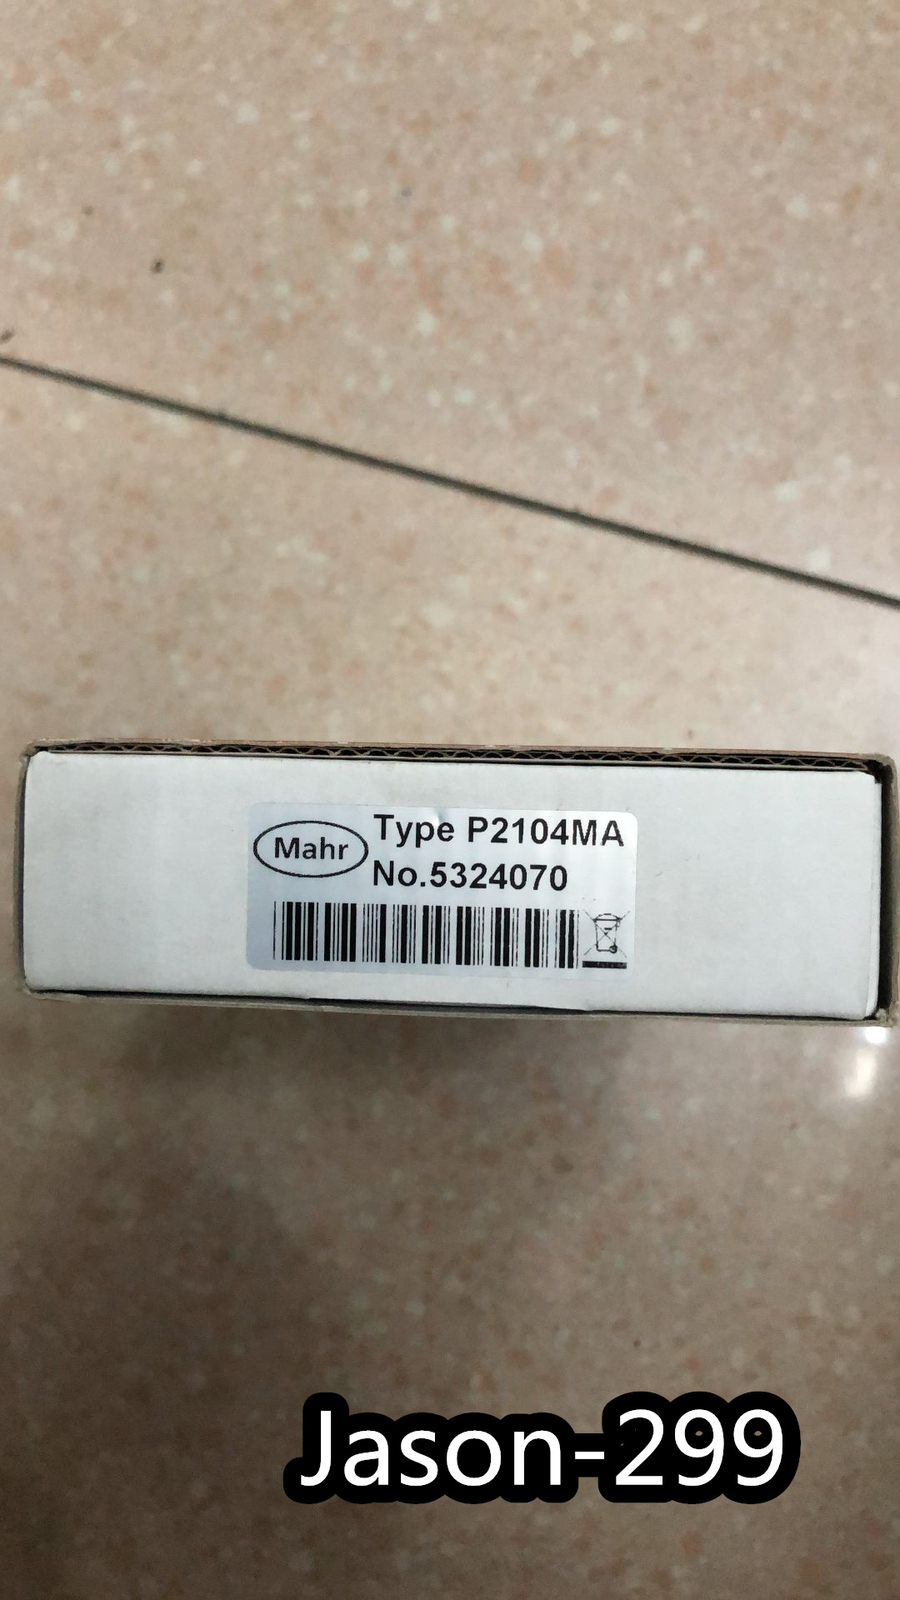 Mahr
Type P2104MA
No.5324070
Jason-299